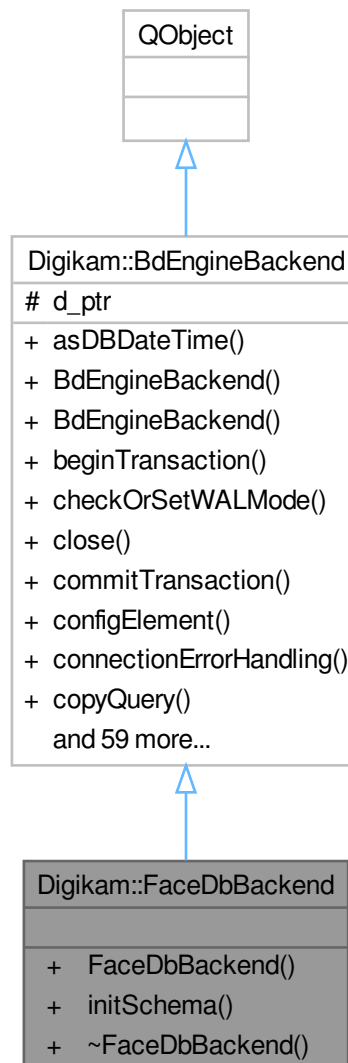 QObject
Digikam::BdEngineBackend
# d_ptr
+ asDBDateTime()
+ BdEngineBackend()
+ BdEngineBackend()
+ beginTransaction()
+ checkOrSetWALMode()
+ close()
+ commitTransaction()
+ configElement()
+ connectionErrorHandling()
+ copyQuery()
and 59 more...
Digikam::FaceDbBackend
+ FaceDbBackend()
+ initSchema()
+ ~FaceDbBackend()